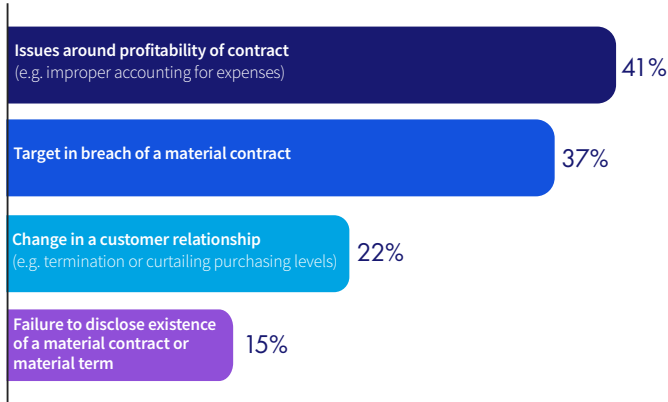 Issues around profitability of contract
(e.g. improper accounting for expenses)
41%
Target in breach of a material contract
37%
Change in a customer relationship
(e.g. termination or curtailing purchasing levels)
22%
Failure to disclose existence
of a material contract or
material term
15%